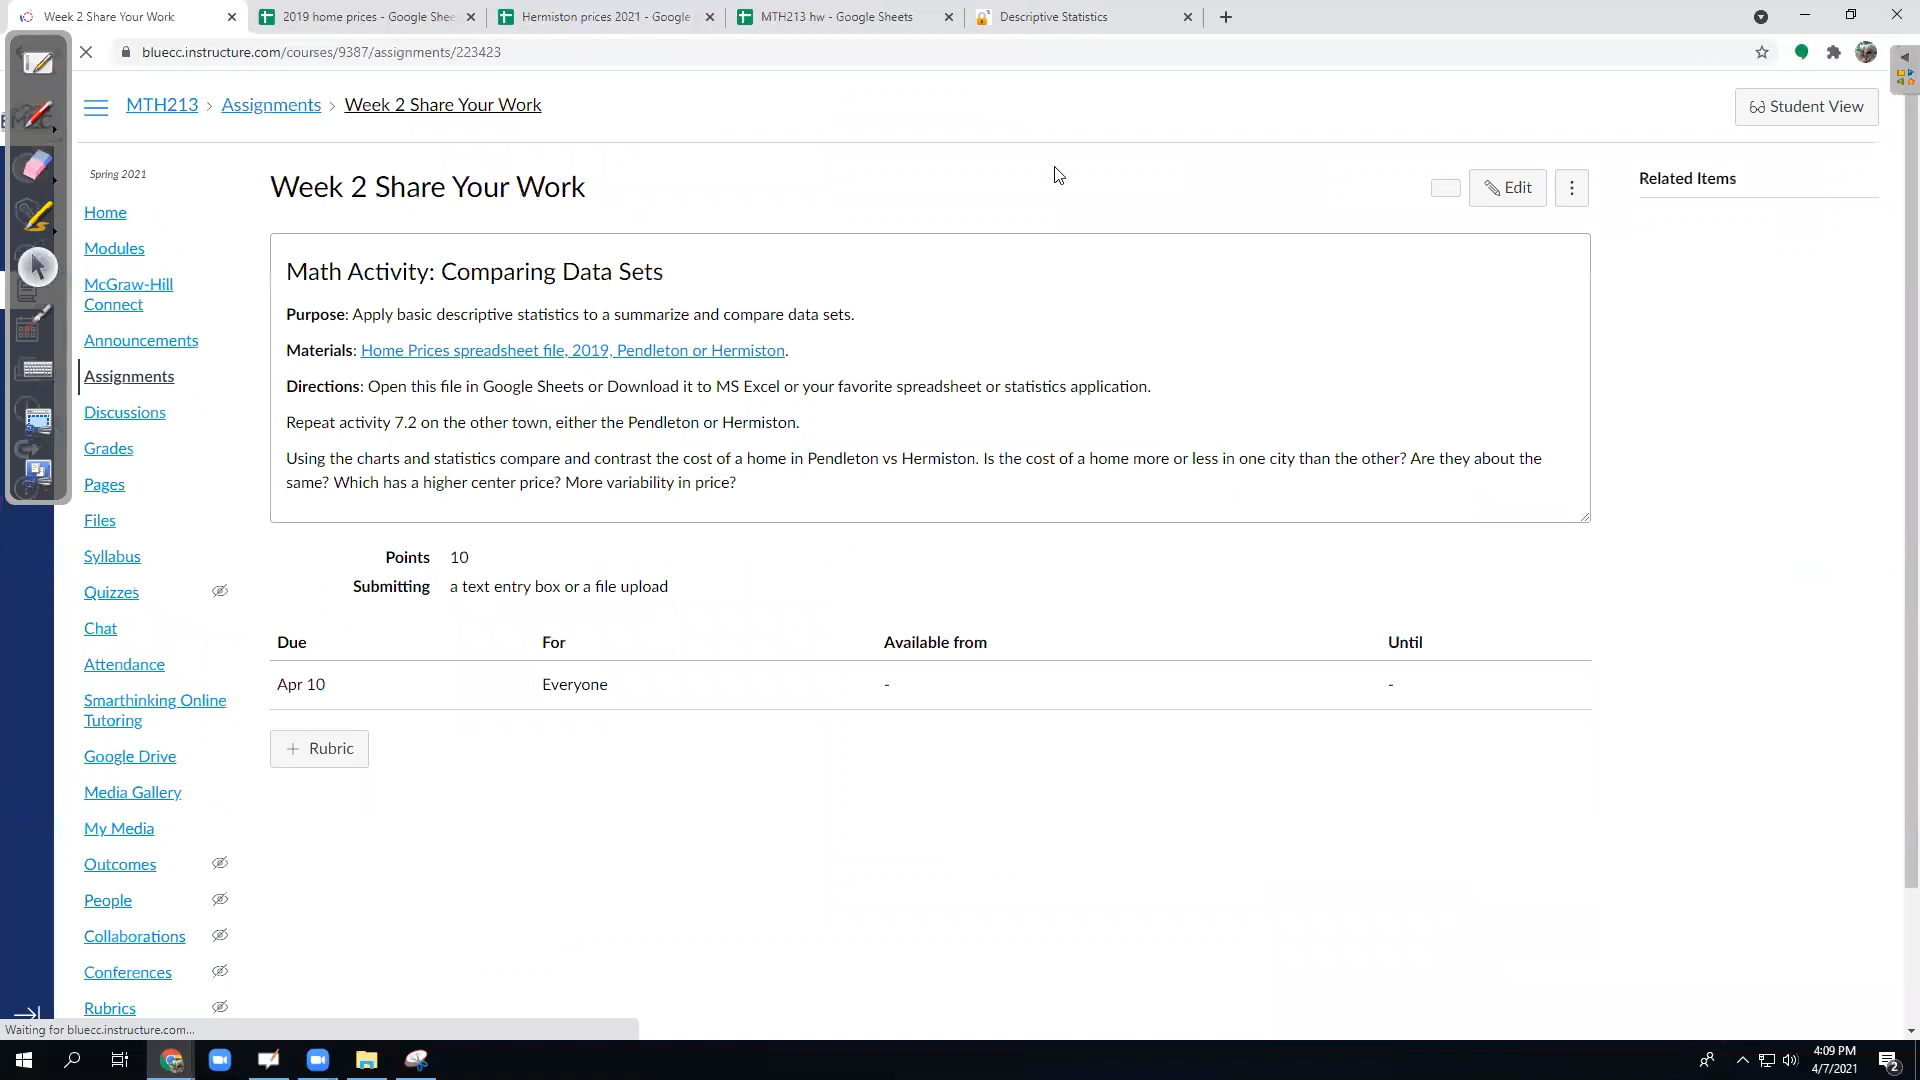 Week 2 Share Your Work
2019 home prices - Google Shee
Hermiston prices 2021 - Google
MTH213 hw - Google Sheets
Descriptive Statistics
bluecc.instructure.com/courses/9387/assignments/223423
MTH213 › Assignments › Week 2 Share Your Work
Student View
Spring 2021
Home
Modules
McGraw-Hill
Connect
Announcements
Assignments
Discussions
Grades
Pages
Files
Syllabus
Quizzes
Chat
Attendance
Smarthinking Online
Tutoring
Google Drive
Media Gallery
My Media
Outcomes
People
Collaborations
Conferences
Rubrics
Week 2 Share Your Work
Edit
Related Items
Math Activity: Comparing Data Sets
Purpose: Apply basic descriptive statistics to a summarize and compare data sets.
Materials: Home Prices spreadsheet file, 2019, Pendleton or Hermiston.
Directions: Open this file in Google Sheets or Download it to MS Excel or your favorite spreadsheet or statistics application.
Repeat activity 7.2 on the other town, either the Pendleton or Hermiston.
Using the charts and statistics compare and contrast the cost of a home in Pendleton vs Hermiston. Is the cost of a home more or less in one city than the other? Are they about the
same? Which has a higher center price? More variability in price?
Points 10
Submitting a text entry box or a file upload
Due For Available from Until
Apr 10 Everyone - -
+ Rubric
Waiting for bluecc.instructure.com...
4:09 PM
4/7/2021
2